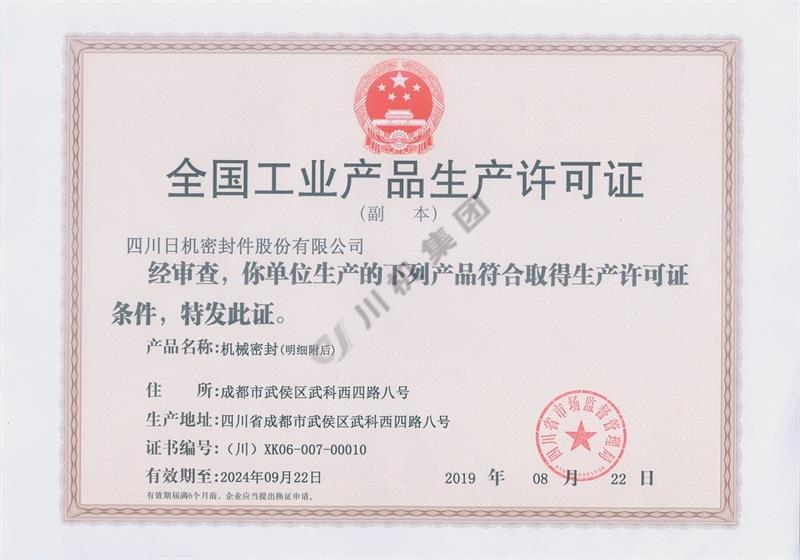 全国工业产品生产许可证
(副 本)
四川日机密封件股份有限公司
经审查，你单位生产的下列产品符合取得生产许可证
条件，特发此证。
产品名称：机械密封(明细附后)
住 所：成都市武侯区武科西四路八号
生产地址：四川省成都市武侯区武科西四路八号
证书编号：（川）XK06-007-00010
有效期至：2024年09月22日
2019 年 08 月 22 日
有效期届满6个月前，企业应当提出换证申请。
四川省市场监督管理局
川松集团